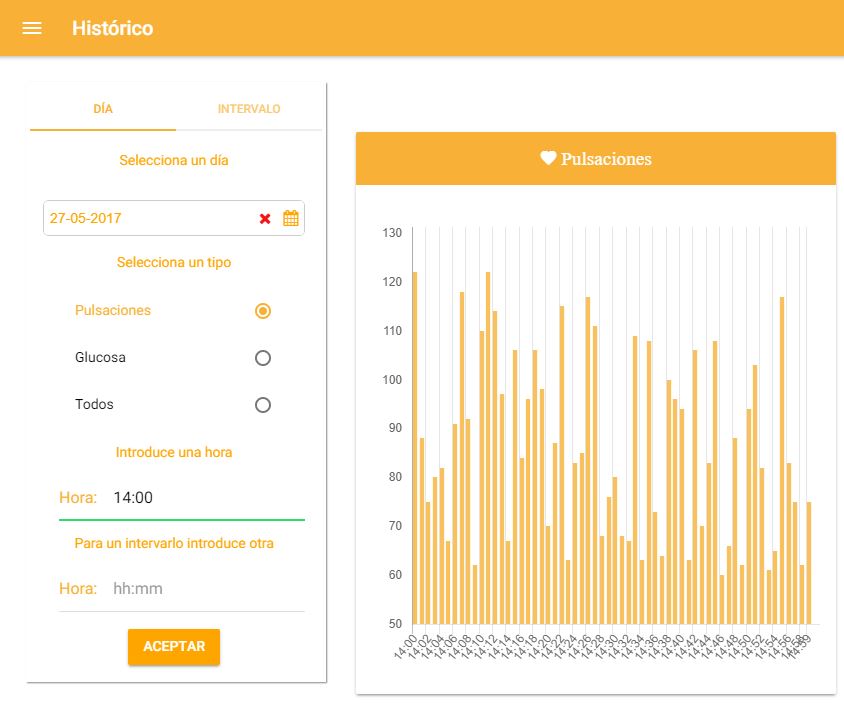 Histórico
DÍA INTERVALO
Selecciona un día
27-05-2017
Selecciona un tipo
Pulsaciones
Glucosa
Todos
Introduce una hora
Hora: 14:00
Para un intervarlo introduce otra
Hora: hh:mm
ACEPTAR
Pulsaciones
130
120
110
100
90
80
70
60
50
14:00 14:02 14:04 14:06 14:08 14:10 14:12 14:14 14:16 14:18 14:20 14:22 14:24 14:26 14:28 14:30 14:32 14:34 14:36 14:38 14:40 14:42 14:44 14:46 14:48 14:50 14:52 14:54 14:56 14:58 14:59